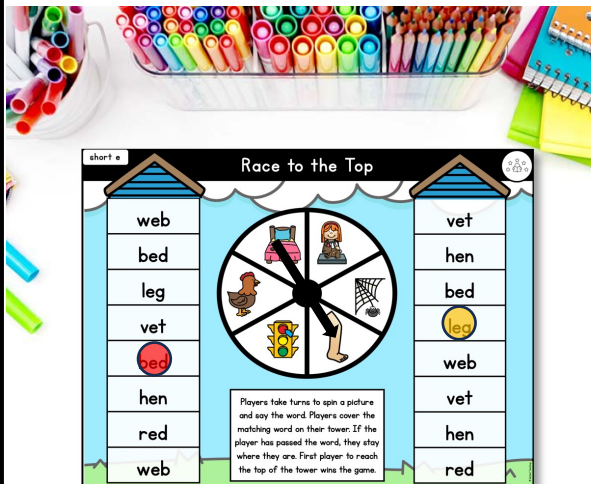 short e
Race to the Top
web
bed
leg
vet
bed
hen
red
web
vet
hen
bed
leg
web
vet
hen
red
Players take turns to spin a picture
and say the word. Players cover the
matching word on their tower. If the
player has passed the word, they stay
where they are. First player to reach
the top of the tower wins the game.